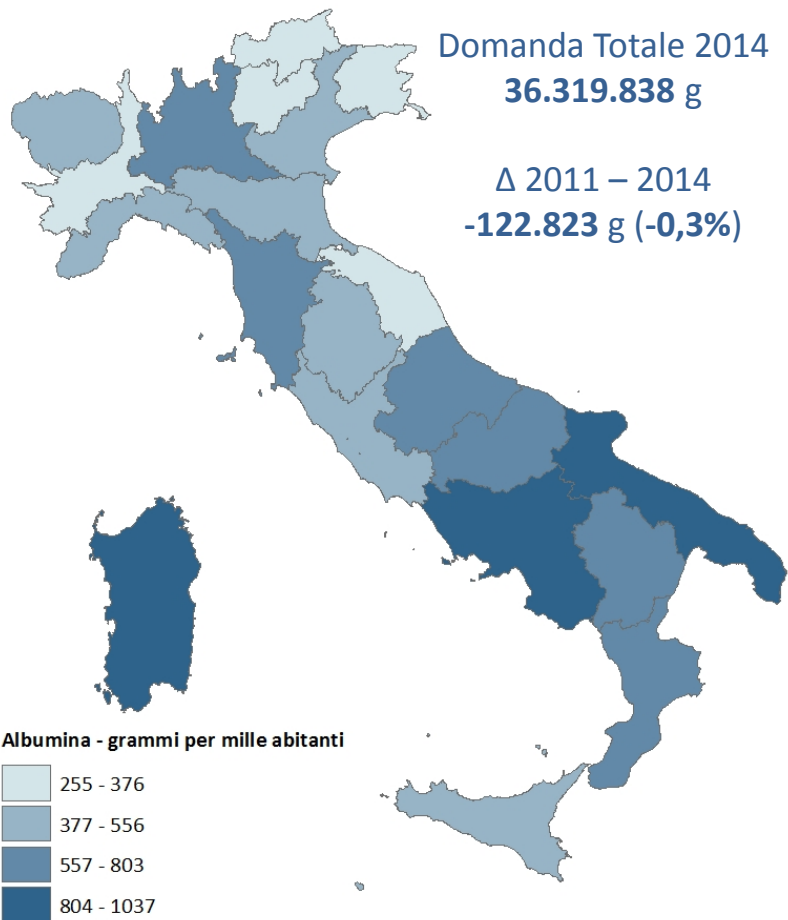 Domanda Totale 2014
36.319.838 g
Δ 2011 – 2014
-122.823 g (-0,3%)
Albumina - grammi per mille abitanti
255 - 376
377 - 556
557 - 803
804 - 1037